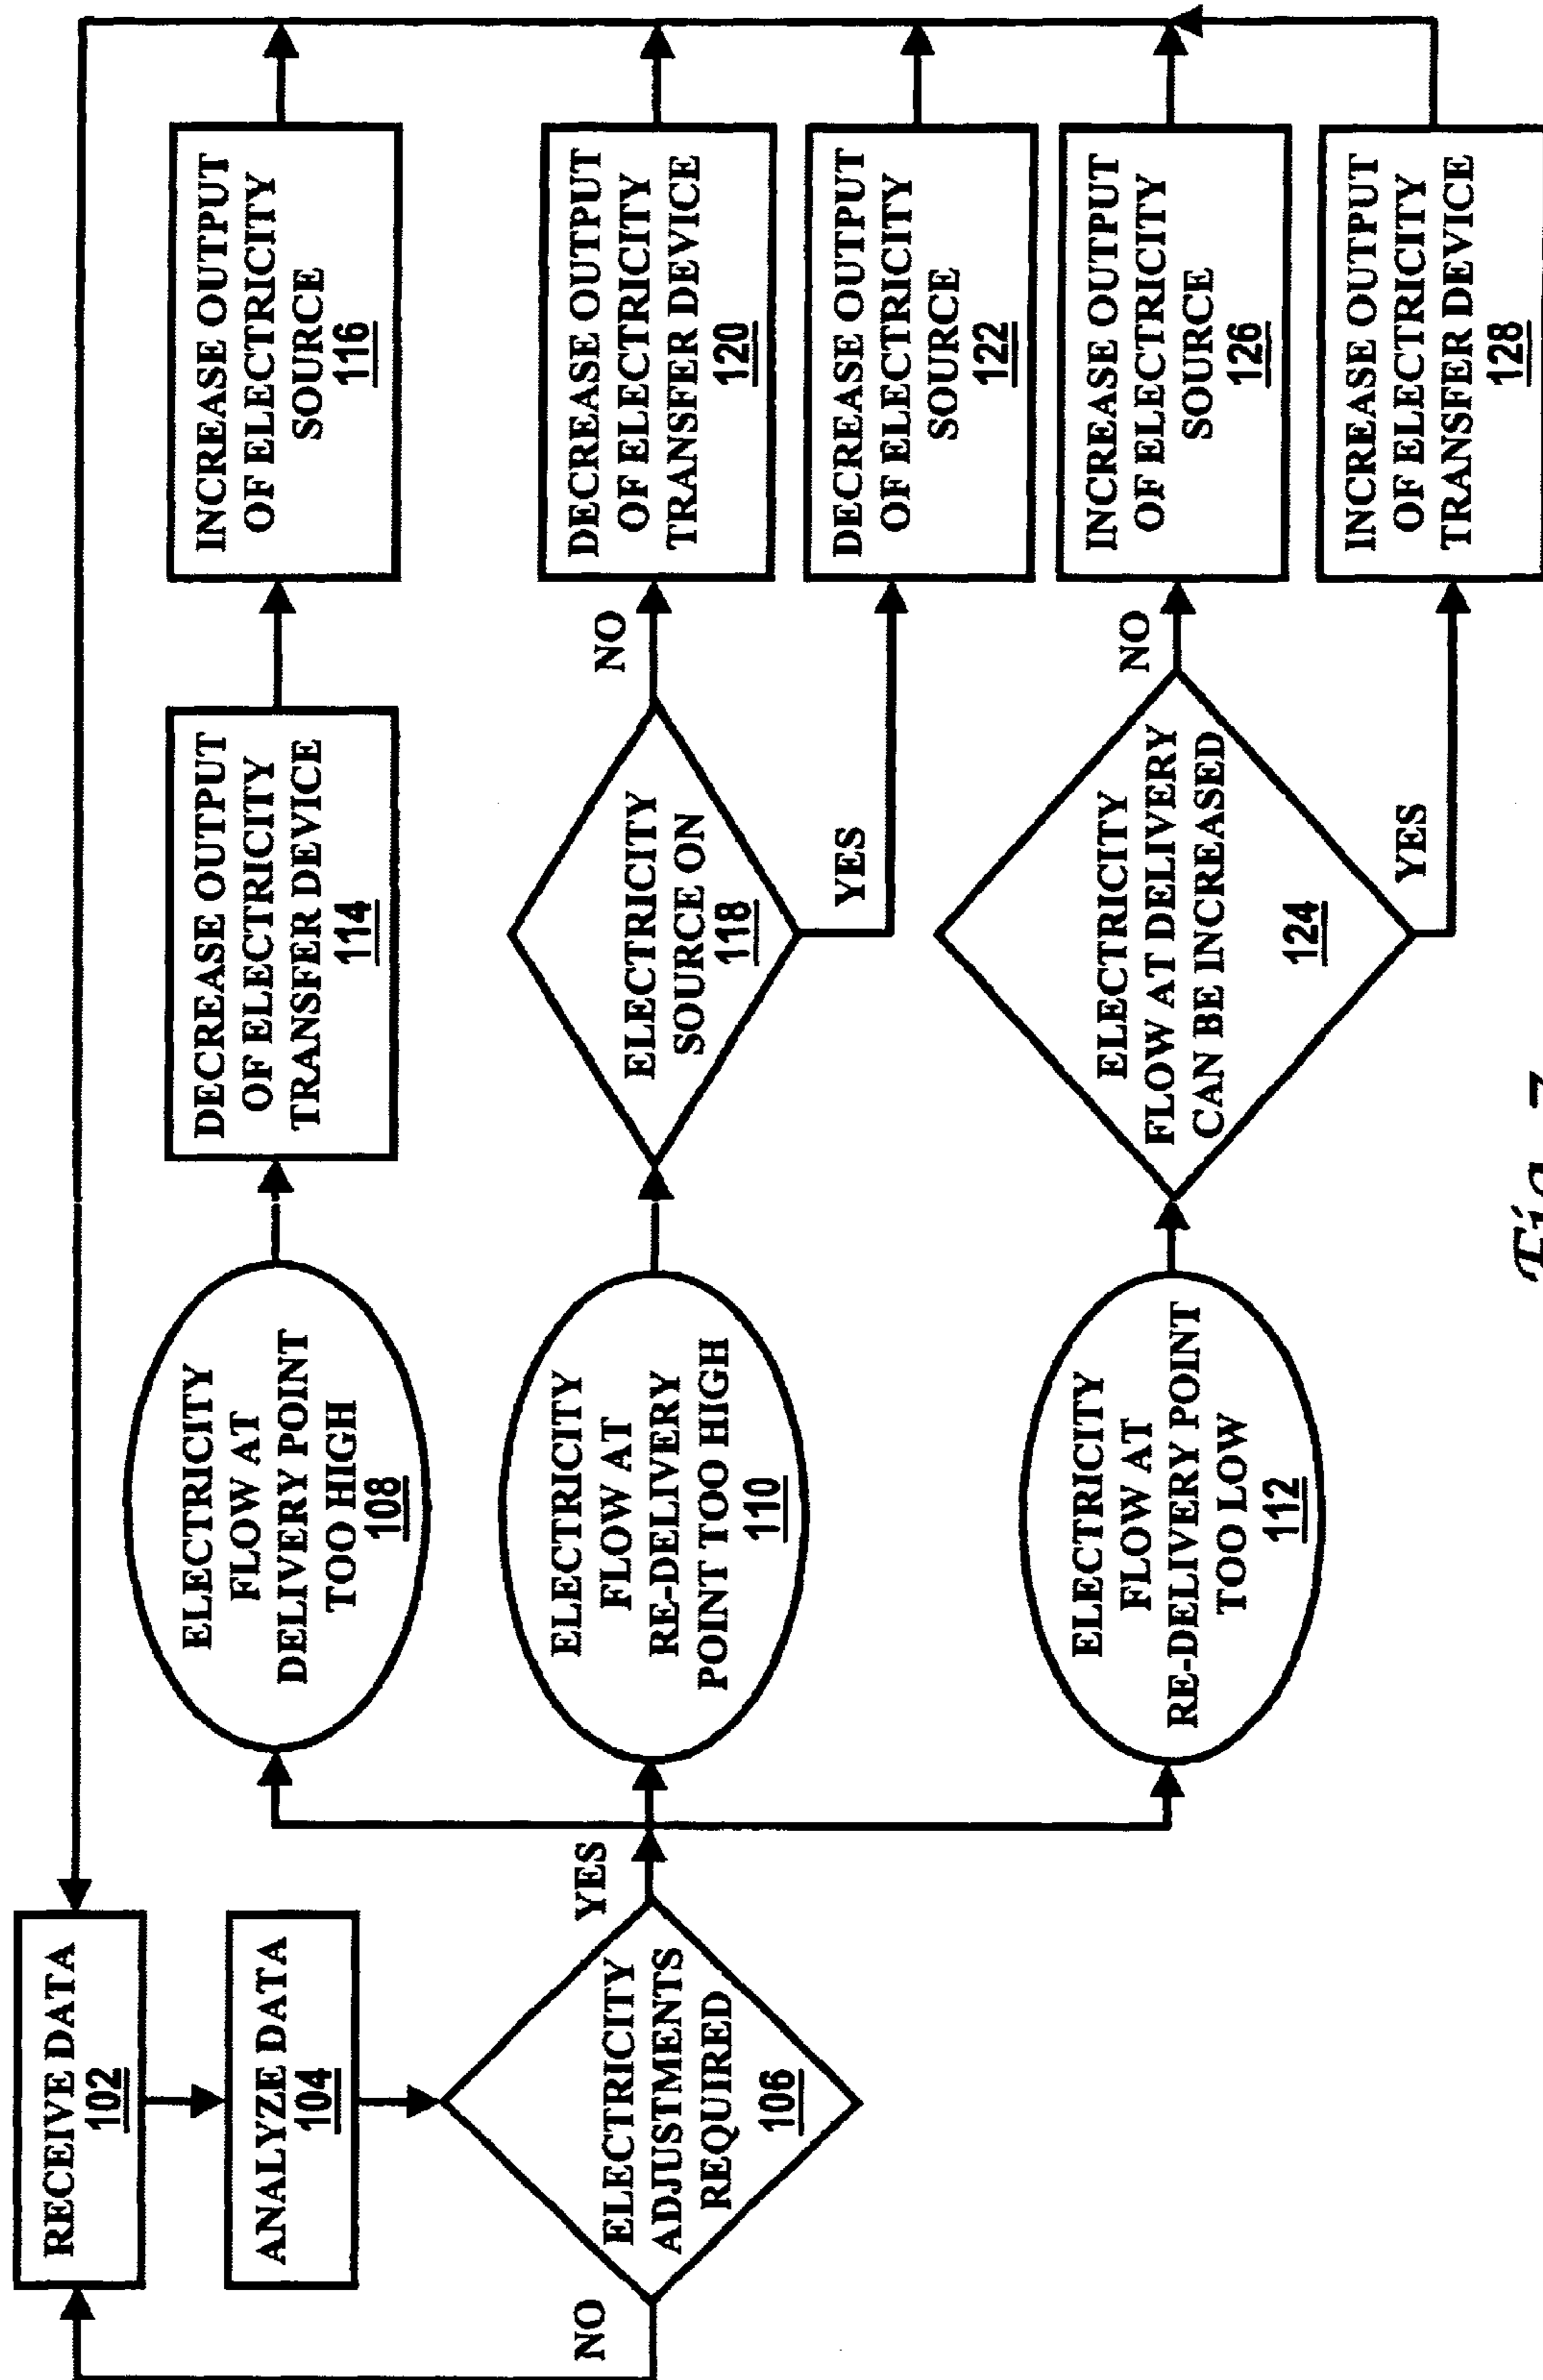 RECEIVE DATA
102
ANALYZE DATA
104
ELECTRICITY
ADJUSTMENTS
REQUIRED
106
NO
YES
ELECTRICITY
FLOW AT
DELIVERY POINT
TOO HIGH
108
DECREASE OUTPUT
OF ELECTRICITY
TRANSFER DEVICE
114
INCREASE OUTPUT
OF ELECTRICITY
SOURCE
116
ELECTRICITY
FLOW AT
RE-DELIVERY
POINT TOO HIGH
110
ELECTRICITY
SOURCE ON
118
NO
YES
DECREASE OUTPUT
OF ELECTRICITY
TRANSFER DEVICE
120
DECREASE OUTPUT
OF ELECTRICITY
SOURCE
122
ELECTRICITY
FLOW AT
RE-DELIVERY POINT
TOO LOW
112
ELECTRICITY
FLOW AT DELIVERY
CAN BE INCREASED
124
NO
YES
INCREASE OUTPUT
OF ELECTRICITY
SOURCE
126
INCREASE OUTPUT
OF ELECTRICITY
TRANSFER DEVICE
128
Fig.